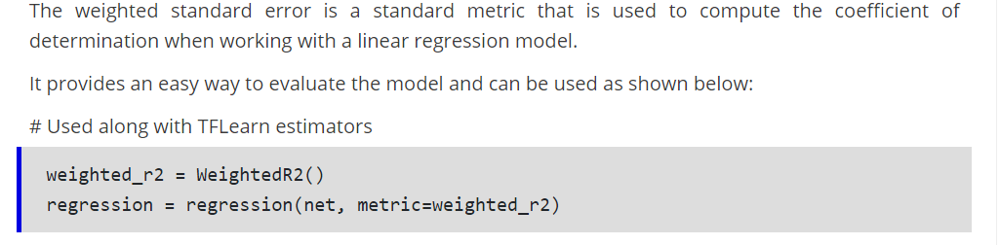 The weighted standard error is a standard metric that is used to compute the coefficient of
determination when working with a linear regression model.
It provides an easy way to evaluate the model and can be used as shown below:
# Used along with TFLearn estimators
weighted_r2 = WeightedR2()
regression = regression(net, metric=weighted_r2)